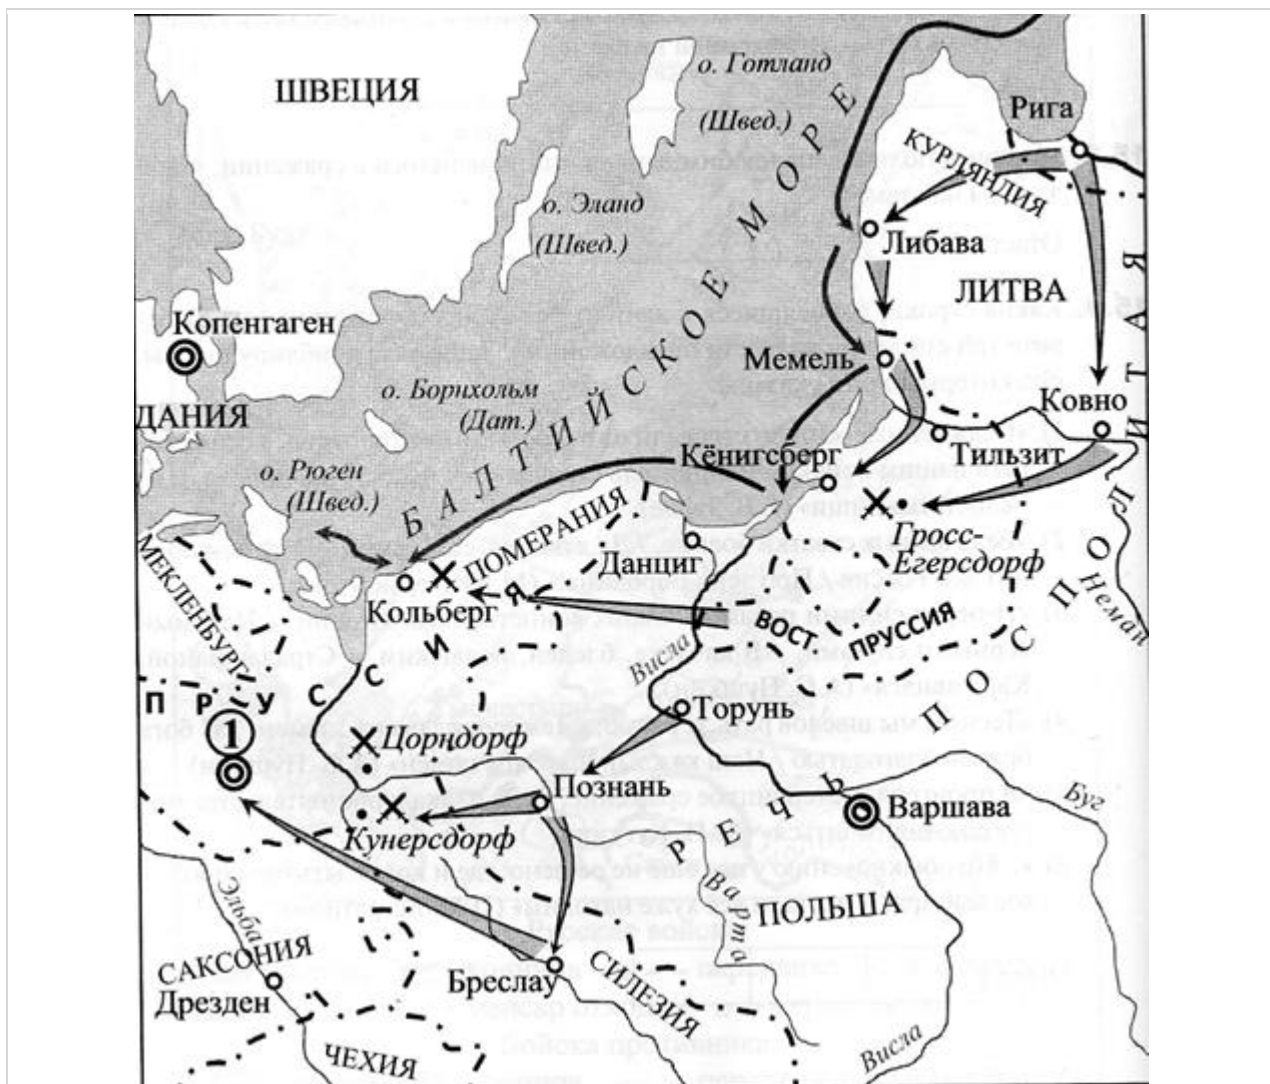 ШВЕЦИЯ
о. Готланд
(Швед.)
Рига
КУРЛЯНДИЯ
о. Эланд
(Швед.)
Либава
ЛИТВА
БАЛТИЙСКОЕ МОРЕ
Копенгаген
ДАНИЯ
Мемель
о. Борнхольм
(Дат.)
Ковно
Кёнигсберг
Тильзит
о. Рюген
(Швед.)
ПОМЕРАНИЯ
Данциг
Гросс-
Егерсдорф
МЕКЛЕНБУРГ
Кольберг
ВОСТ. ПРУССИЯ
Неман
Висла
ПРУССИЯ
1
Торунь
Цорндорф
Познань
Кунерсдорф
Варшава
Буг
РЕЧЬ ПОСПОЛИТАЯ
Варта
ПОЛЬША
Эльба
САКСОНИЯ
Дрезден
Бреслау
СИЛЕЗИЯ
ЧЕХИЯ
Висла